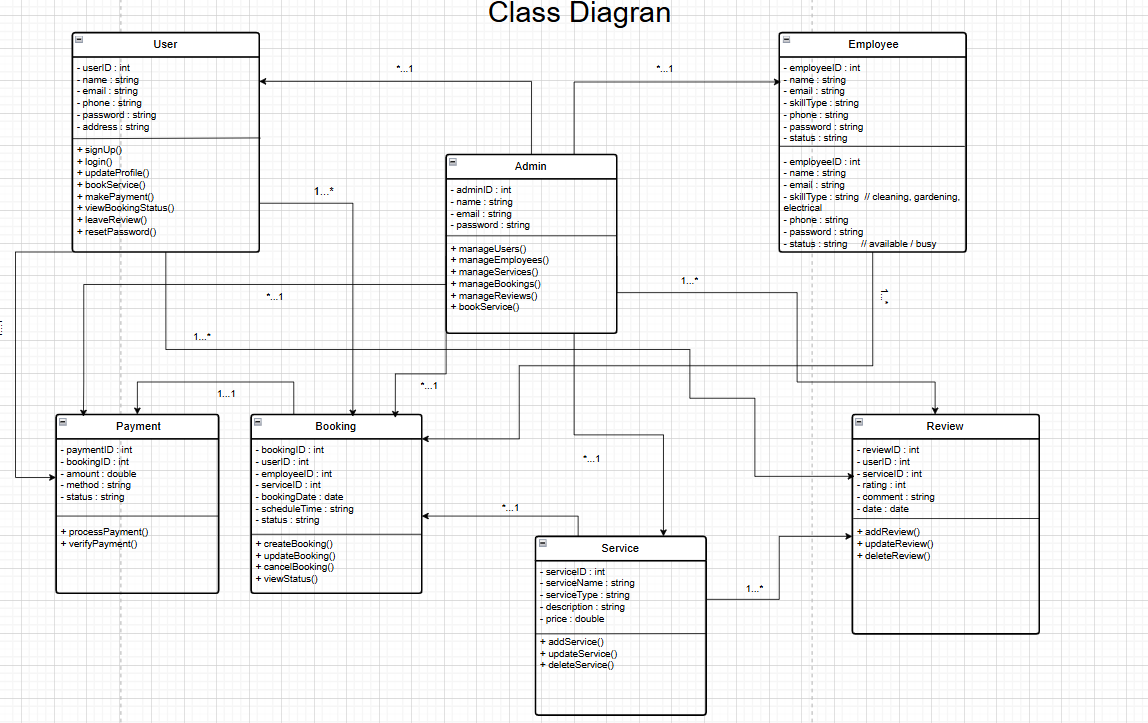 Class Diagran
User
- userID : int
- name : string
- email : string
- phone : string
- password : string
- address : string
+ signUp()
+ login()
+ updateProfile()
+ bookService()
+ makePayment()
+ viewBookingStatus()
+ leaveReview()
+ resetPassword()
*...1
*...1
Employee
- employeeID : int
- name : string
- email : string
- skillType : string
- phone : string
- password : string
- status : string
- employeeID : int
- name : string
- email : string
- skillType : string // cleaning, gardening,
electrical
- phone : string
- password : string
- status : string // available / busy
Admin
- adminID : int
- name : string
- email : string
- password : string
+ manageUsers()
+ manageEmployees()
+ manageServices()
+ manageBookings()
+ manageReviews()
+ bookService()
1...*
*...1
1...*
1...*
1...*
1...1
*...1
*...1
*...1
1...*
Payment
- paymentID : int
- bookingID : int
- amount : double
- method : string
- status : string
+ processPayment()
+ verifyPayment()
Booking
- bookingID : int
- userID : int
- employeeID : int
- serviceID : int
- bookingDate : date
- scheduleTime : string
- status : string
+ createBooking()
+ updateBooking()
+ cancelBooking()
+ viewStatus()
Service
- serviceID : int
- serviceName : string
- serviceType : string
- description : string
- price : double
+ addService()
+ updateService()
+ deleteService()
Review
- reviewID : int
- userID : int
- serviceID : int
- rating : int
- comment : string
- date : date
+ addReview()
+ updateReview()
+ deleteReview()